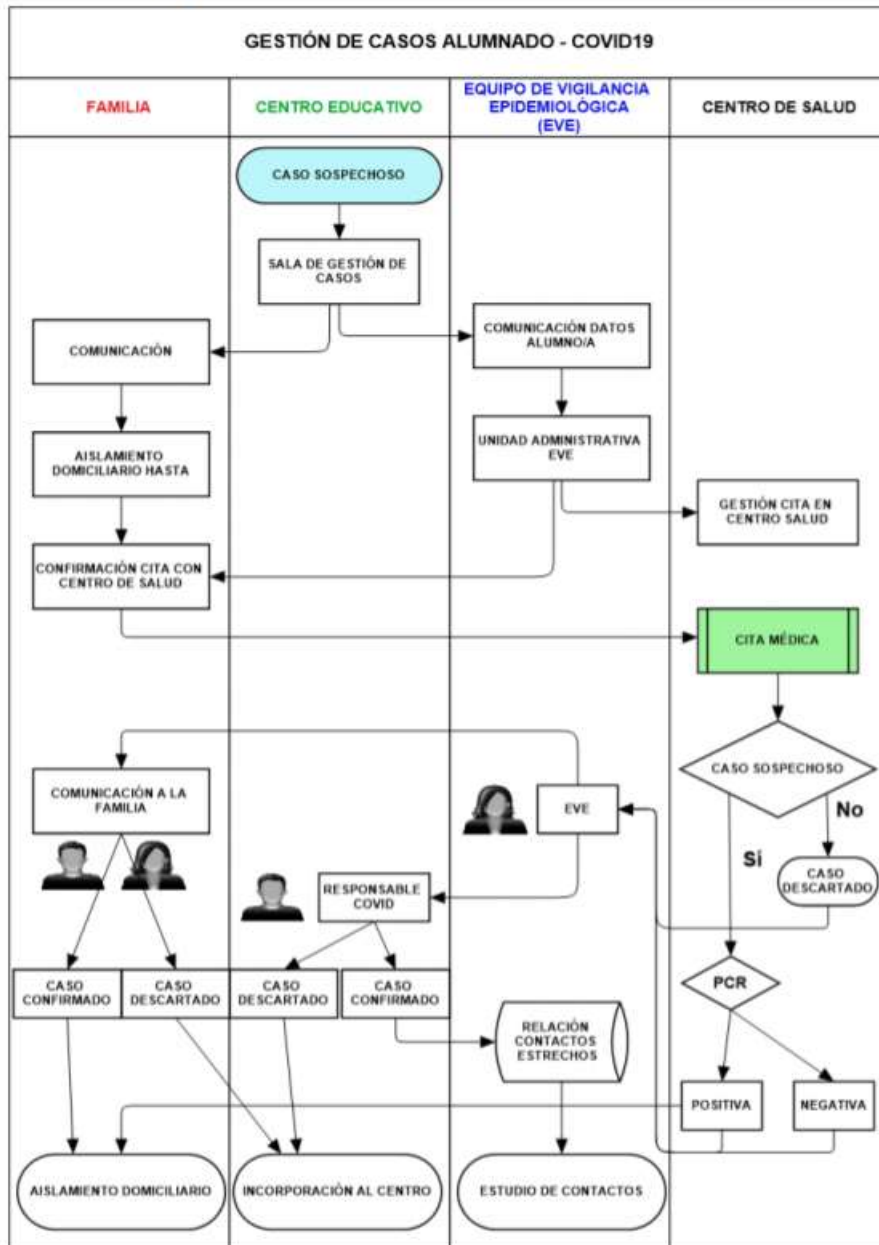 GESTIÓN DE CASOS ALUMNADO - COVID19
FAMILIA
CENTRO EDUCATIVO
EQUIPO DE VIGILANCIA
EPIDEMIOLÓGICA
(EVE)
CENTRO DE SALUD
CASO SOSPECHOSO
SALA DE GESTIÓN DE
CASOS
COMUNICACIÓN
COMUNICACIÓN DATOS
ALUMNO/A
AISLAMIENTO
DOMICILIARIO HASTA
UNIDAD ADMINISTRATIVA
EVE
GESTIÓN CITA EN
CENTRO SALUD
CONFIRMACIÓN CITA CON
CENTRO DE SALUD
CITA MÉDICA
CASO SOSPECHOSO
COMUNICACIÓN A LA
FAMILIA
EVE
No
Sí
CASO
DESCARTADO
RESPONSABLE
COVID
CASO
CONFIRMADO
CASO
DESCARTADO
CASO
DESCARTADO
CASO
CONFIRMADO
PCR
RELACIÓN
CONTACTOS
ESTRECHOS
POSITIVA
NEGATIVA
AISLAMIENTO DOMICILIARIO
INCORPORACIÓN AL CENTRO
ESTUDIO DE CONTACTOS